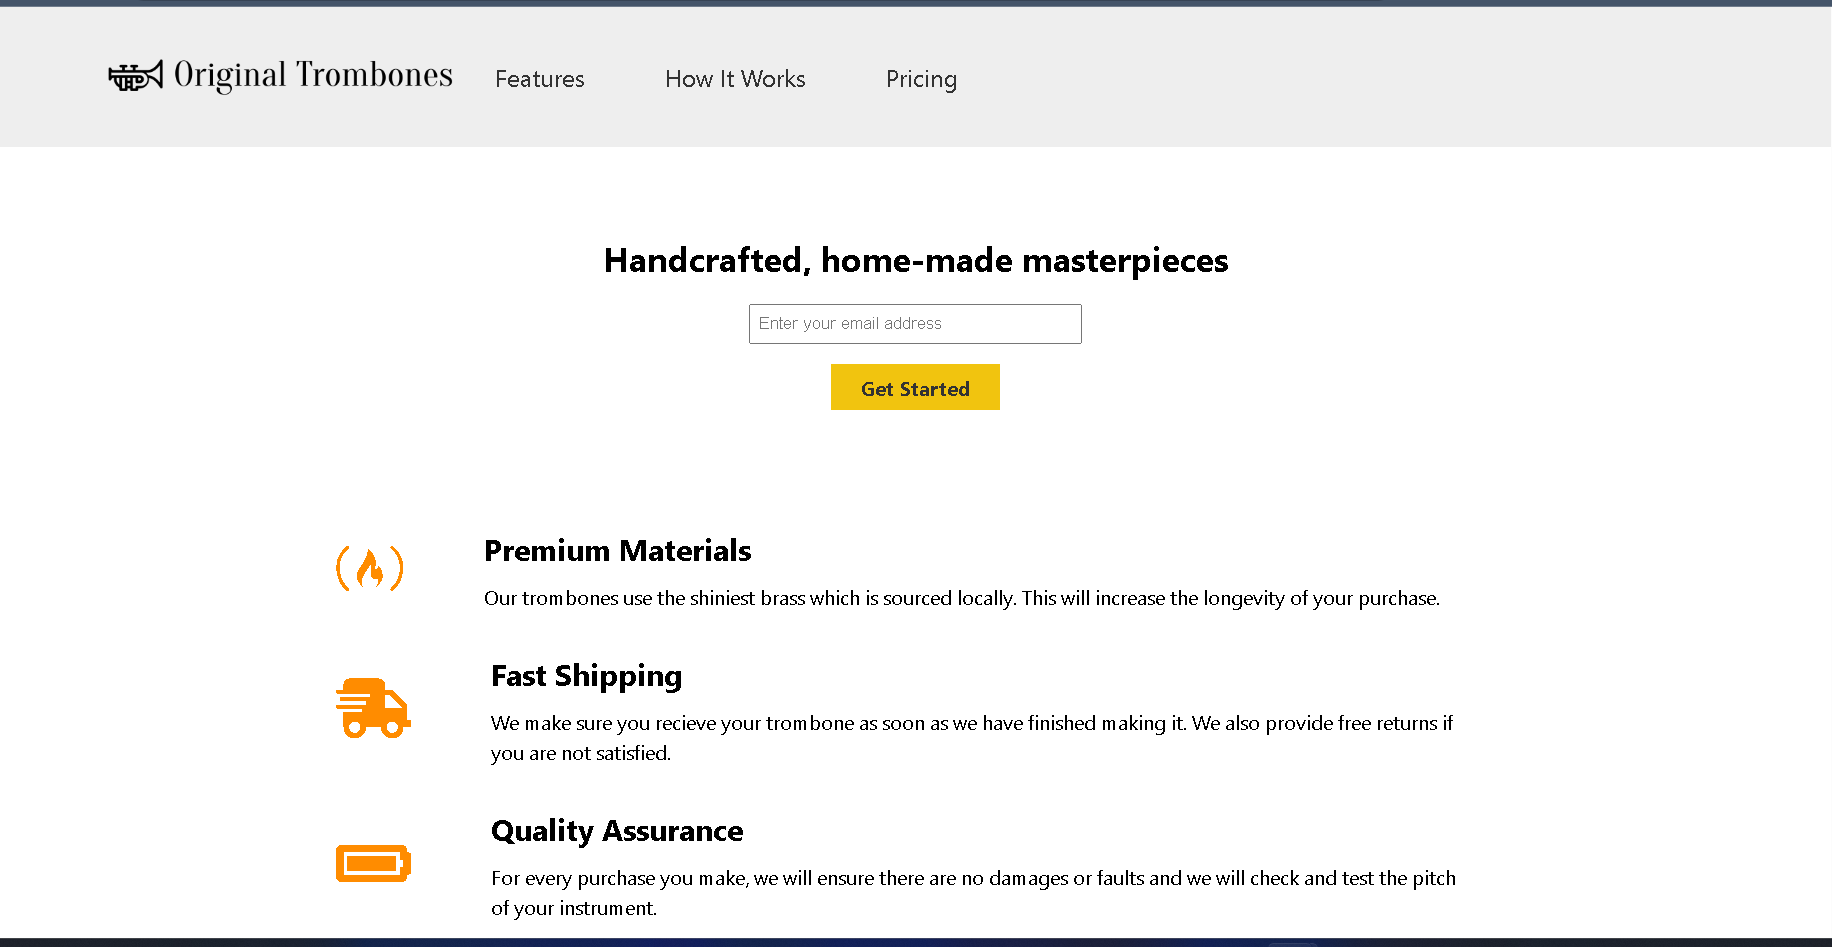 Original Trombones
Features
How It Works
Pricing
Handcrafted, home-made masterpieces
Enter your email address
Get Started
Premium Materials
Our trombones use the shiniest brass which is sourced locally. This will increase the longevity of your purchase.
Fast Shipping
We make sure you recieve your trombone as soon as we have finished making it. We also provide free returns if
you are not satisfied.
Quality Assurance
For every purchase you make, we will ensure there are no damages or faults and we will check and test the pitch
of your instrument.